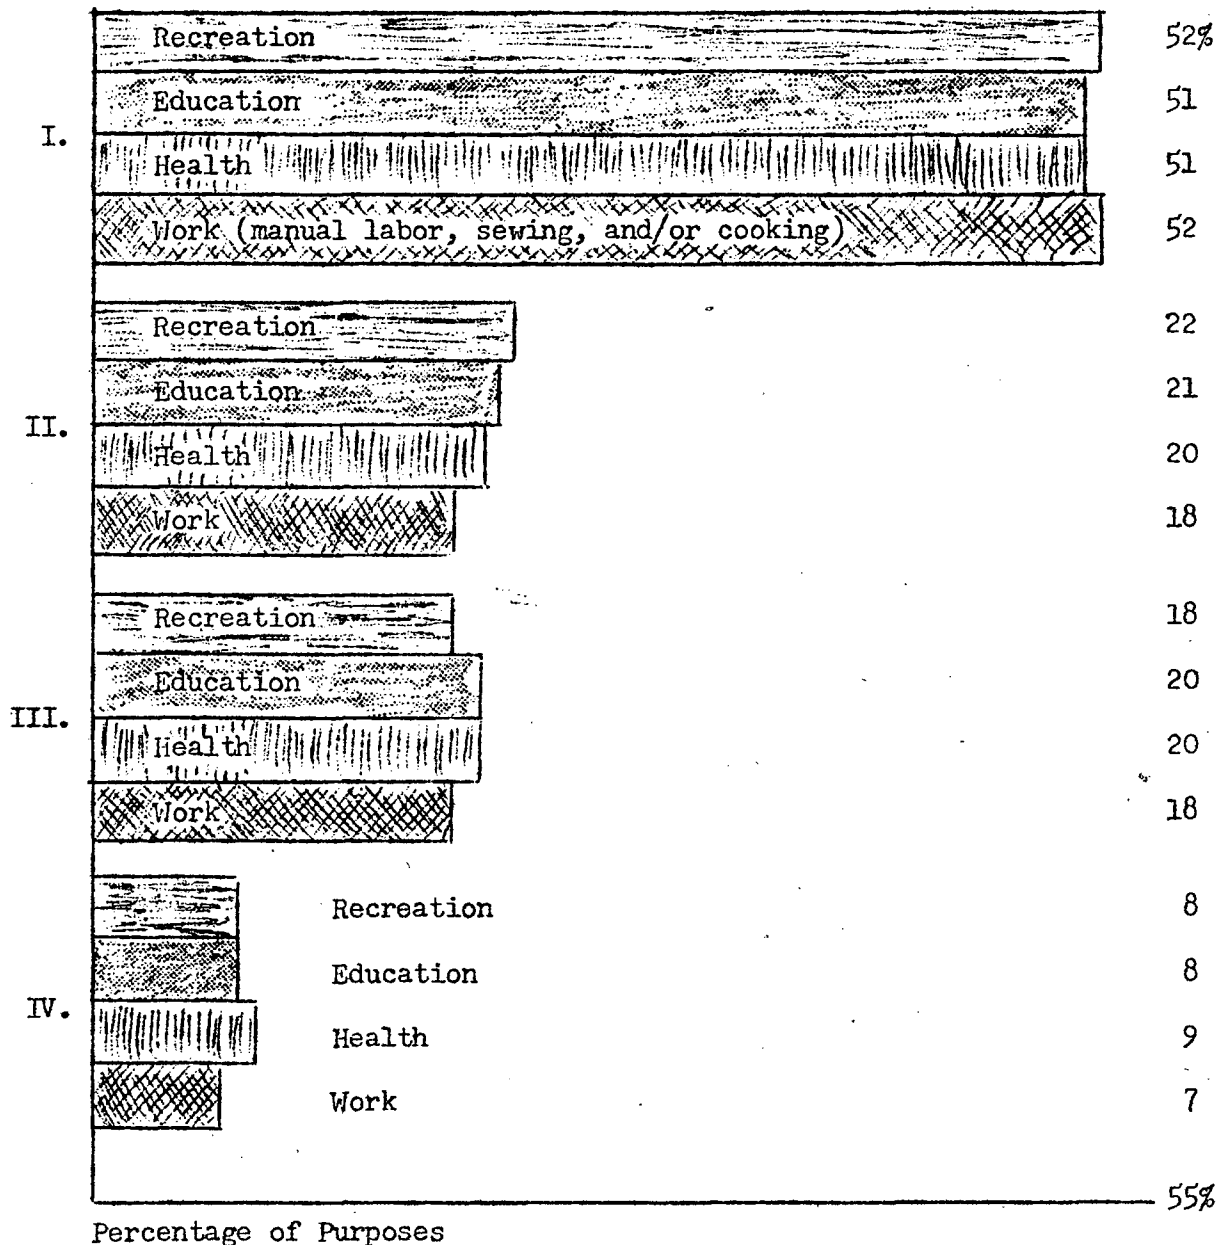 Recreation 52%
Education 51
I.
Health 51
Work (manual labor, sewing, and/or cooking) 52
Recreation 22
Education 21
II.
Health 20
Work 18
Recreation 18
Education 20
III.
Health 20
Work 18
Recreation 8
Education 8
IV.
Health 9
Work 7
55%
Percentage of Purposes